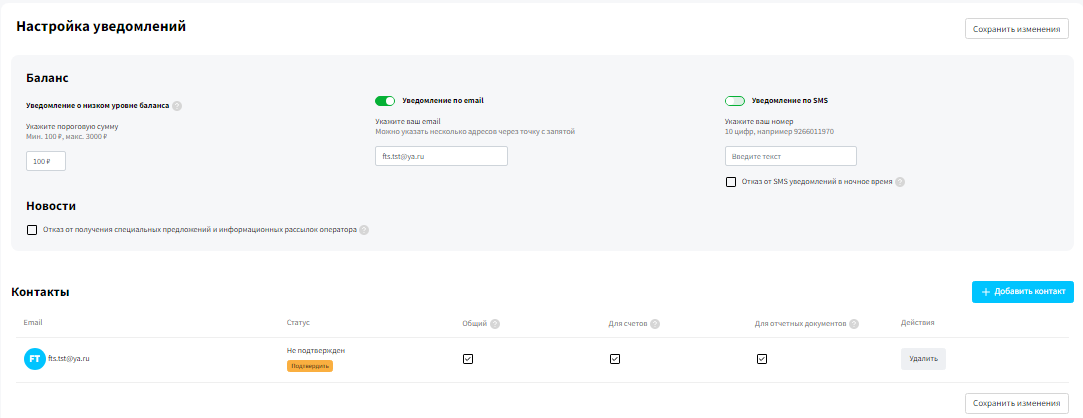 Настройка уведомлений
Сохранить изменения
Баланс
Уведомление о низком уровне баланса ?
Укажите пороговую сумму
Мин. 100 ₽, макс. 3000 ₽
100 ₽
Уведомление по email
Укажите ваш email
Можно указать несколько адресов через точку с запятой
fts.tst@ya.ru
Уведомление по SMS
Укажите ваш номер
10 цифр, например 9266011970
Введите текст
Отказ от SMS уведомлений в ночное время ?
Новости
Отказ от получения специальных предложений и информационных рассылок оператора ?
Контакты
+ Добавить контакт
Email Статус Общий ? Для счетов ? Для отчетных документов ? Действия
FT fts.tst@ya.ru Не подтвержден Удалить
Подтвердить
Сохранить изменения